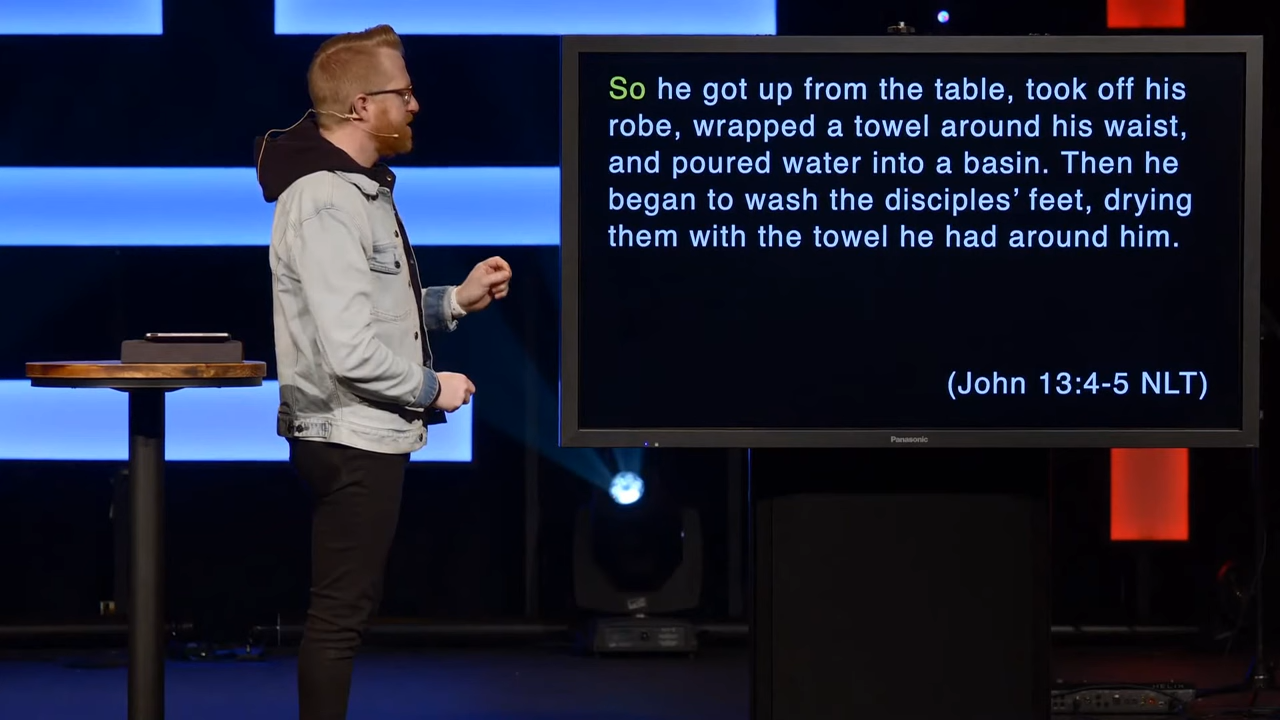 So he got up from the table, took off his
robe, wrapped a towel around his waist,
and poured water into a basin. Then he
began to wash the disciples’ feet, drying
them with the towel he had around him.
(John 13:4-5 NLT)
Panasonic